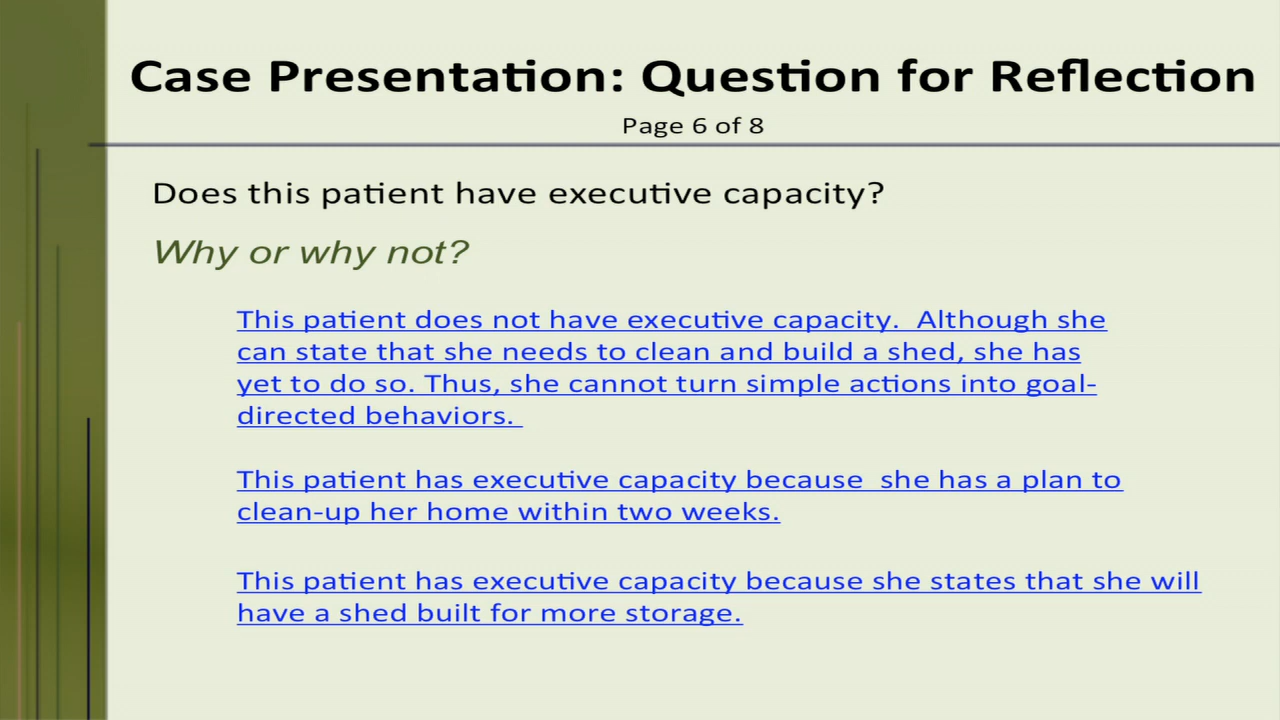 Case Presentation: Question for Reflection
Page 6 of 8
Does this patient have executive capacity?
Why or why not?
This patient does not have executive capacity.  Although she
can state that she needs to clean and build a shed, she has
yet to do so. Thus, she cannot turn simple actions into goal-
directed behaviors.
This patient has executive capacity because  she has a plan to
clean-up her home within two weeks.
This patient has executive capacity because she states that she will
have a shed built for more storage.